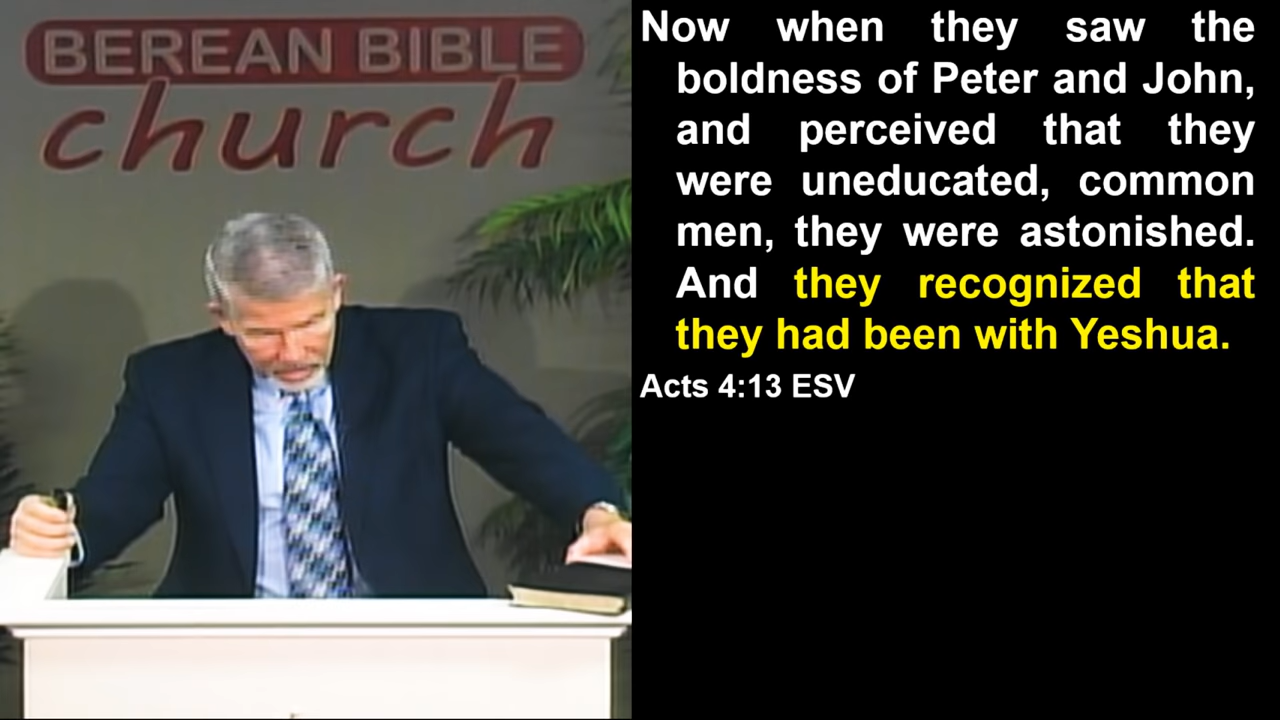 BEREAN BIBLE
church
Now when they saw the
boldness of Peter and John,
and perceived that they
were uneducated, common
men, they were astonished.
And they recognized that
they had been with Yeshua.
Acts 4:13 ESV